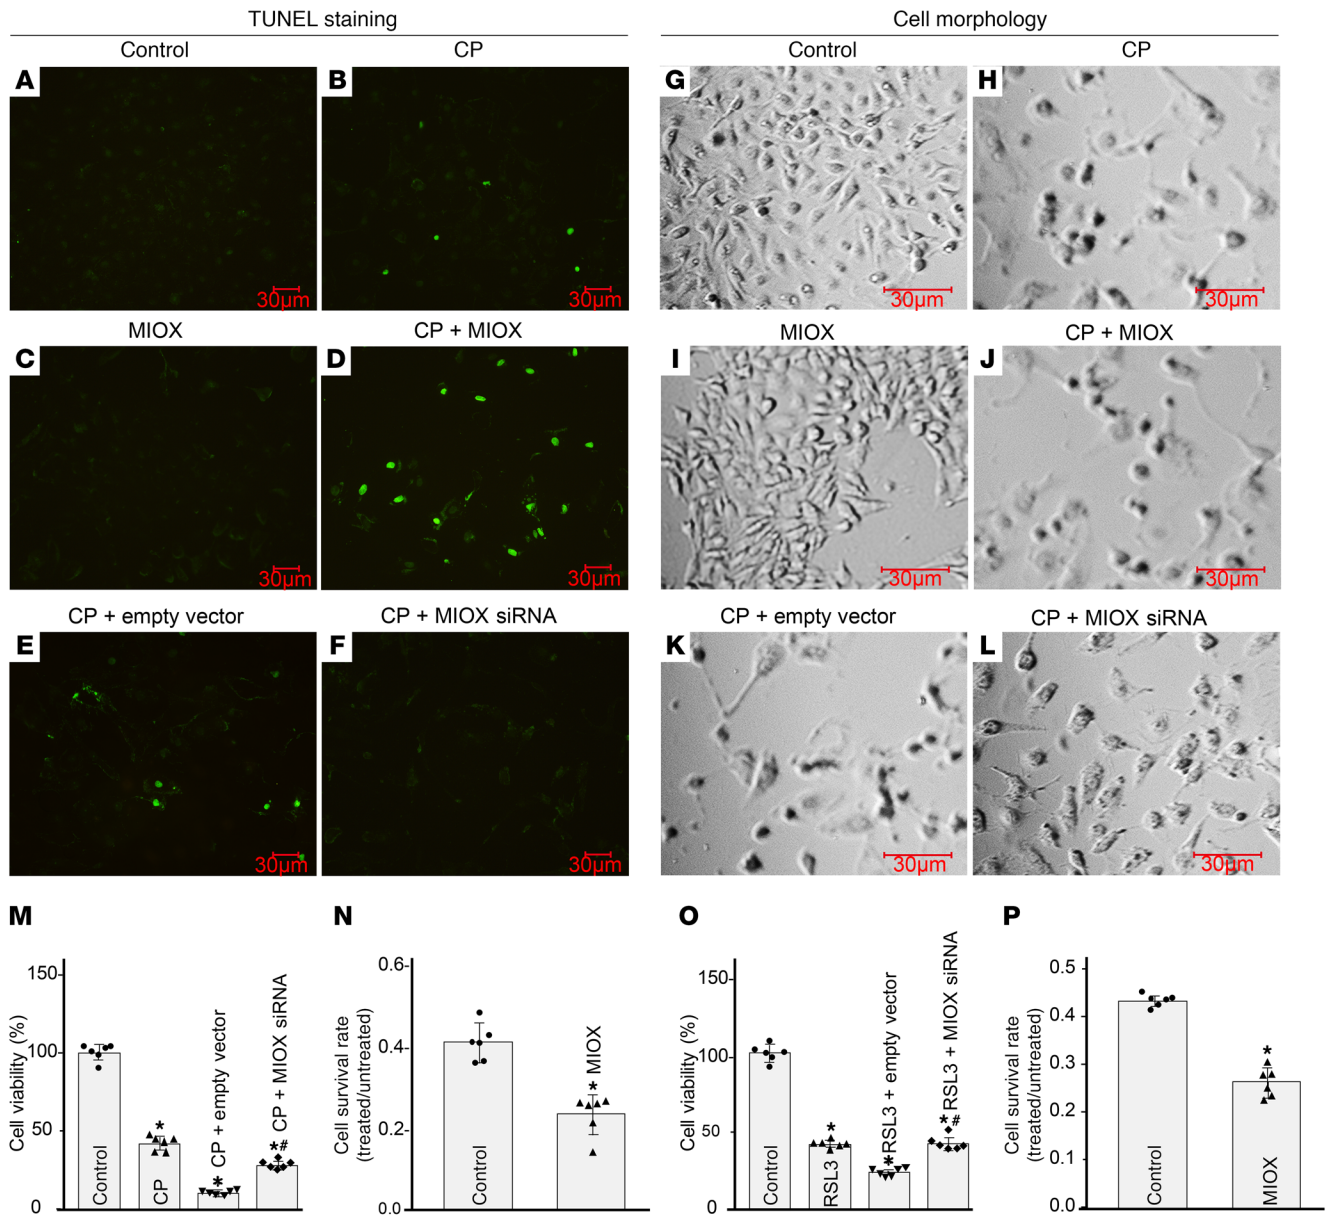 TUNEL staining
Cell morphology
Control
CP
Control
CP
A
B
G
H
30µm
30µm
30µm
30µm
MIOX
CP + MIOX
MIOX
CP + MIOX
C
D
I
J
30µm
30µm
30µm
30µm
CP + empty vector
CP + MIOX siRNA
CP + empty vector
CP + MIOX siRNA
E
F
K
L
30µm
30µm
30µm
30µm
M
Cell viability (%)
150
100
50
0
Control
*
CP
*
CP + empty vector
*#
CP + MIOX siRNA
N
Cell survival rate
(treated/untreated)
0.6
0.4
0.2
0.0
Control
*
MIOX
O
Cell viability (%)
150
100
50
0
Control
*
RSL3
*
RSL3 + empty vector
*#
RSL3 + MIOX siRNA
P
Cell survival rate
(treated/untreated)
0.5
0.4
0.3
0.2
0.1
0.0
Control
*
MIOX